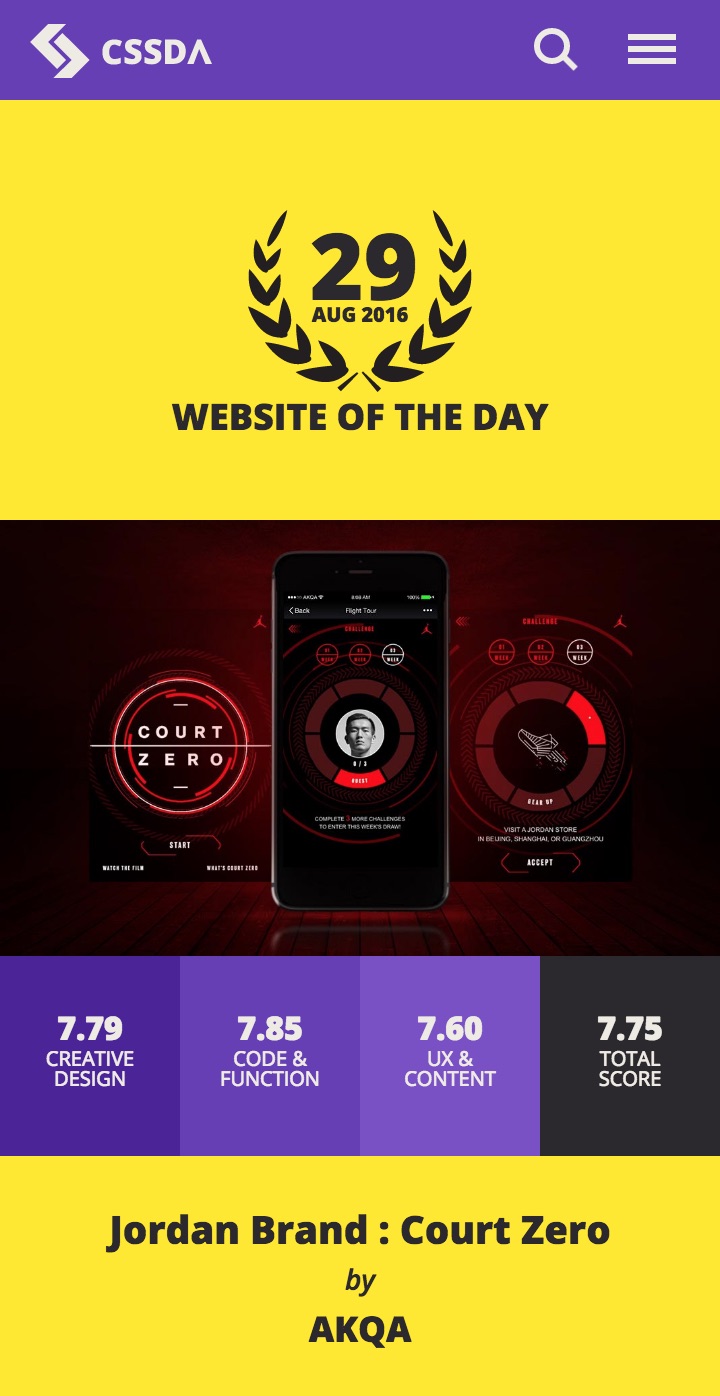 CSSDA
29
AUG 2016
WEBSITE OF THE DAY
AKQA
8:69 AM
100%
Back
Flight Tour
CHALLENGE
01 WEEK
02 WEEK
03 WEEK
0 / 3
QUEST
COMPLETE 3 MORE CHALLENGES
TO ENTER THIS WEEK'S DRAW!
COURT
ZERO
START
WATCH THE FILM
WHAT'S COURT ZERO
CHALLENGE
01 WEEK
02 WEEK
03 WEEK
GEAR UP
VISIT A JORDAN STORE
IN BEIJING, SHANGHAI, OR GUANGZHOU
ACCEPT
7.79
CREATIVE
DESIGN
7.85
CODE &
FUNCTION
7.60
UX &
CONTENT
7.75
TOTAL
SCORE
Jordan Brand : Court Zero
by
AKQA